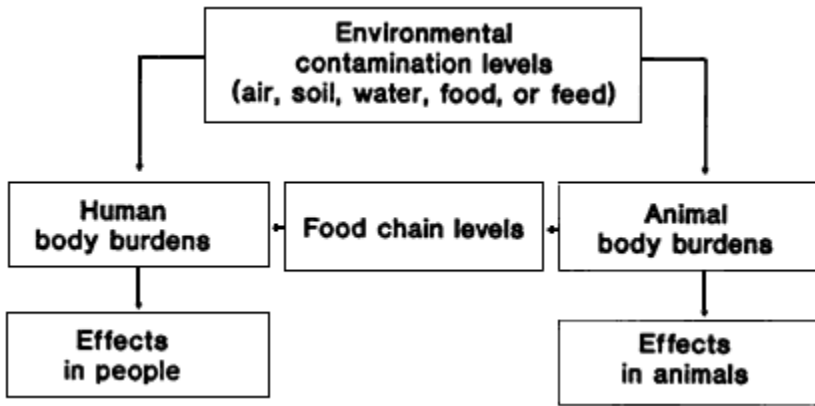 Environmental
contamination levels
(air, soil, water, food, or feed)
Human
body burdens
Food chain levels
Animal
body burdens
Effects
in people
Effects
in animals